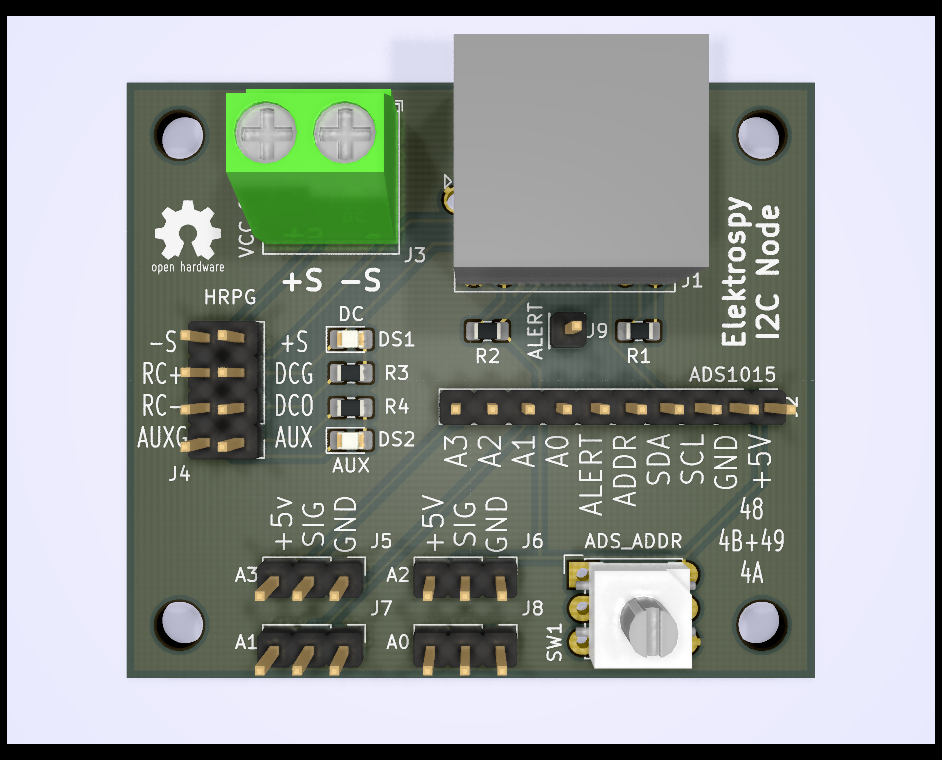 VCC
J3
+S -S
open hardware
HRPG
J1
Elektrospy
I2C Node
-S
RC+
RC-
AUXG
J4
+S
DCG
DCO
AUX
DC
DS1
R3
R4
DS2
AUX
R2
ALERT
J9
R1
ADS1015
A3
A2
A1
A0
ALERT
ADDR
SDA
SCL
GND
+5V
48
4B+49
4A
+5v
SIG
GND
J5
+5V
SIG
GND
J6
ADS_ADDR
A3
A2
J7
J8
A1
A0
SW1